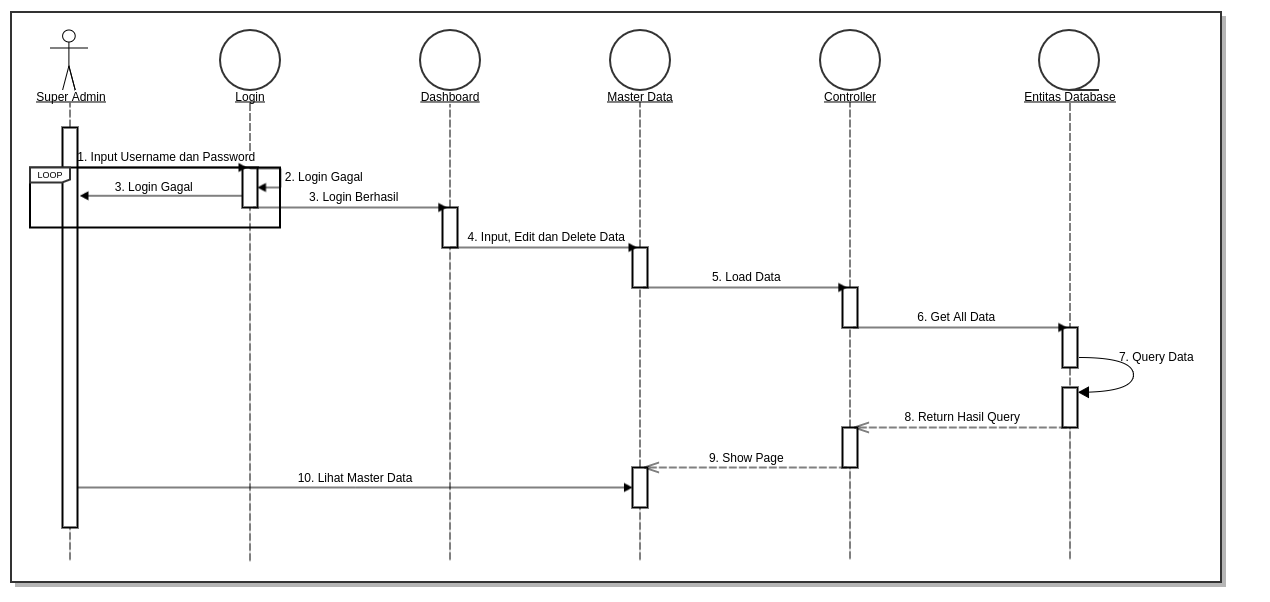 Super Admin
Login
Dashboard
Master Data
Controller
Entitas Database
1. Input Username dan Password
LOOP
2. Login Gagal
3. Login Gagal
3. Login Berhasil
4. Input, Edit dan Delete Data
5. Load Data
6. Get All Data
7. Query Data
8. Return Hasil Query
9. Show Page
10. Lihat Master Data